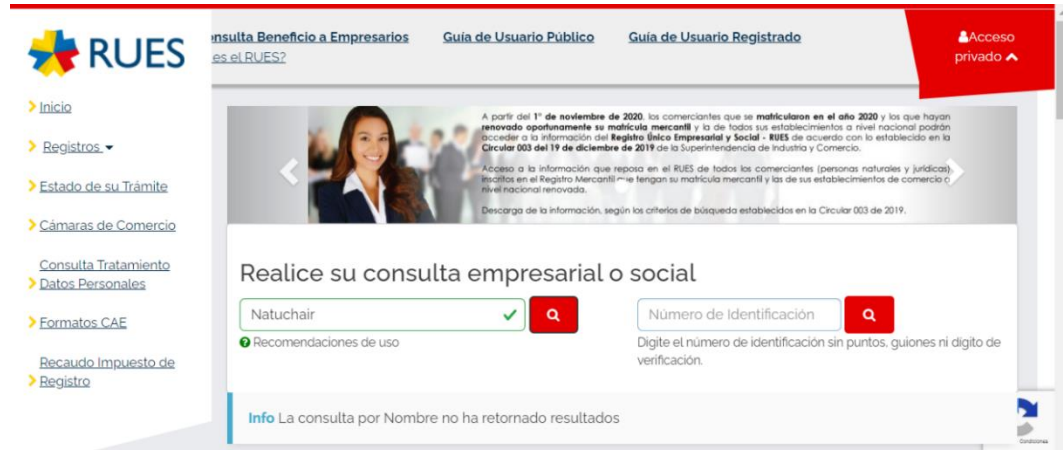 RUES
onsulta Beneficio a Empresarios Guía de Usuario Público Guía de Usuario Registrado
es el RUES?
Acceso
privado
Inicio
Registros
Estado de su Trámite
Cámaras de Comercio
Consulta Tratamiento
Datos Personales
Formatos CAE
Recaudo Impuesto de
Registro
A partir del 1° de noviembre de 2020, los comerciantes que se matricularon en el año 2020 y los que hayan
renovado oportunamente su matrícula mercantil y la de todos sus establecimientos a nivel nacional podrán
acceder a la información del Registro Único Empresarial y Social - RUES de acuerdo con lo establecido en la
Circular 003 del 19 de diciembre de 2019 de la Superintendencia de Industria y Comercio.
Acceso a la información que reposa en el RUES de todos los comerciantes (personas naturales y jurídicas),
inscritos en el Registro Mercantil que tengan su matrícula mercantil y las de sus establecimientos de comercio a
nivel nacional renovada.
Descarga de la información, según los criterios de búsqueda establecidos en la Circular 003 de 2019.
Realice su consulta empresarial o social
Natuchair
Número de Identificación
Recomendaciones de uso
Digite el número de identificación sin puntos, guiones ni digito de
verificación.
Info La consulta por Nombre no ha retornado resultados